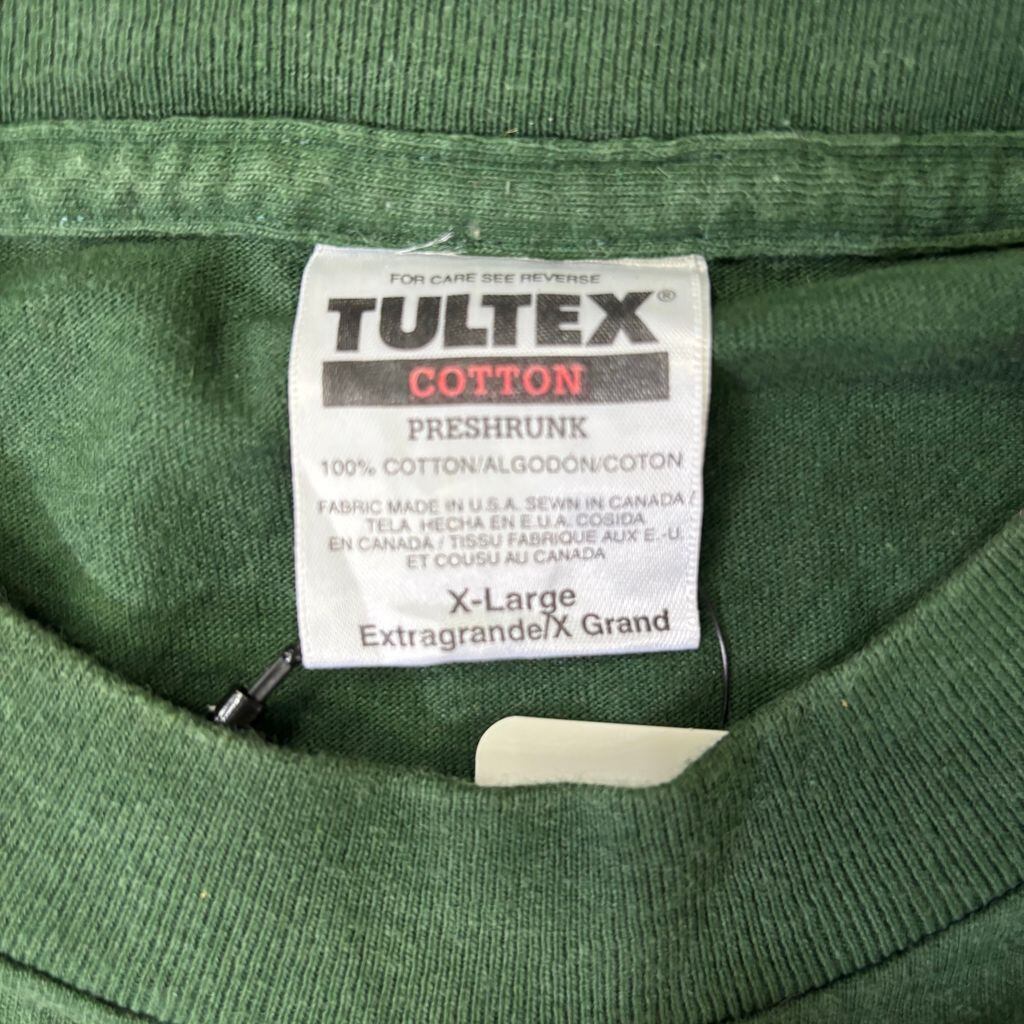 FOR CARE SEE REVERSE
TULTEX®
COTTON
PRESHRUNK
100% COTTON/ALGODÓN/COTON
FABRIC MADE IN U.S.A. SEWN IN CANADA /
TELA HECHA EN E.U.A. COSIDA
EN CANADA / TISSU FABRIQUE AUX E.-U.
ET COUSU AU CANADA
X-Large
Extragrande/X Grand